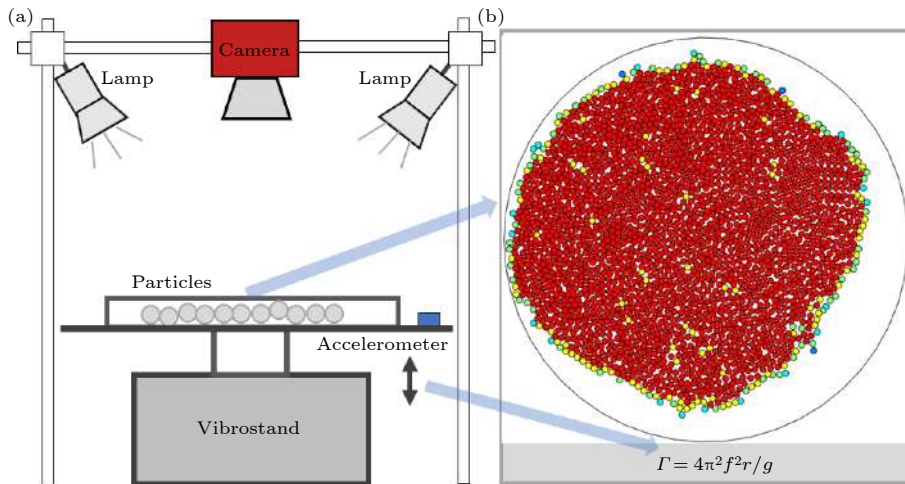 (a)
Camera
Lamp
Lamp
Particles
Accelerometer
Vibrostand
(b)
Γ = 4π²f²r/g